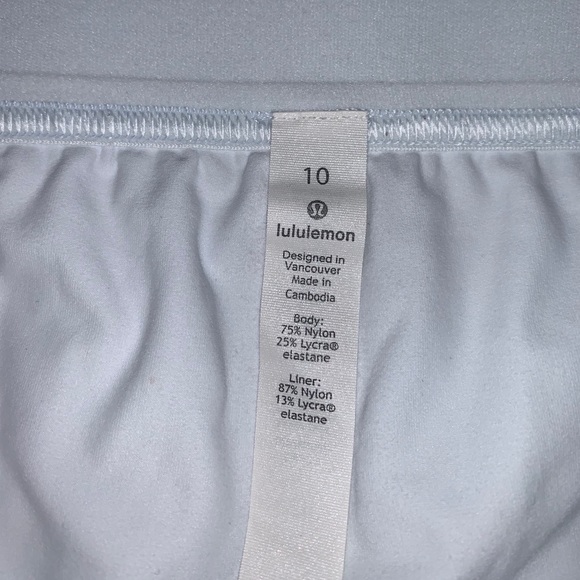 10
lululemon
Designed in
Vancouver
Made in
Cambodia
Body:
75% Nylon
25% Lycra®
elastane
Liner:
87% Nylon
13% Lycra®
elastane